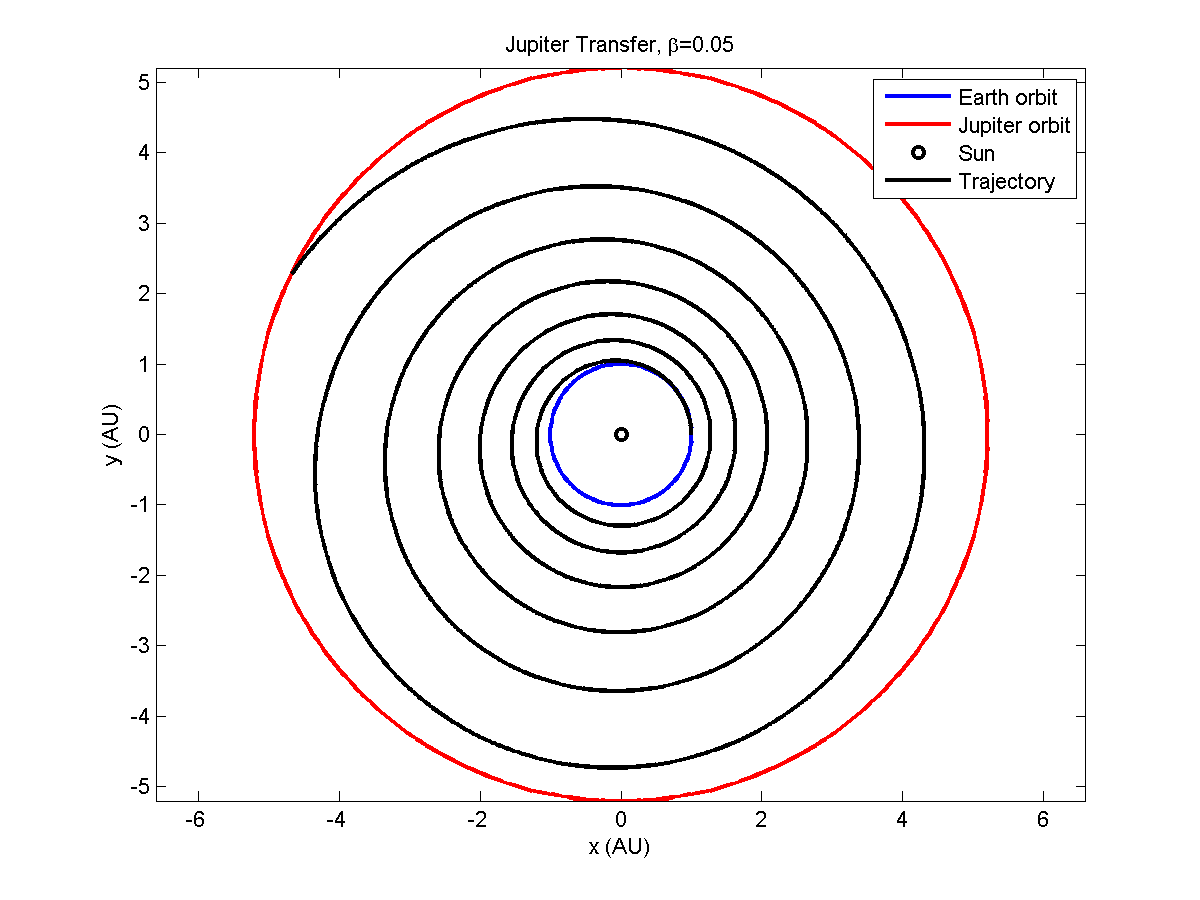 Jupiter Transfer, β=0.05
Earth orbit
Jupiter orbit
Sun
Trajectory
5
4
3
2
1
0
-1
-2
-3
-4
-5
y (AU)
-6 -4 -2 0 2 4 6
x (AU)